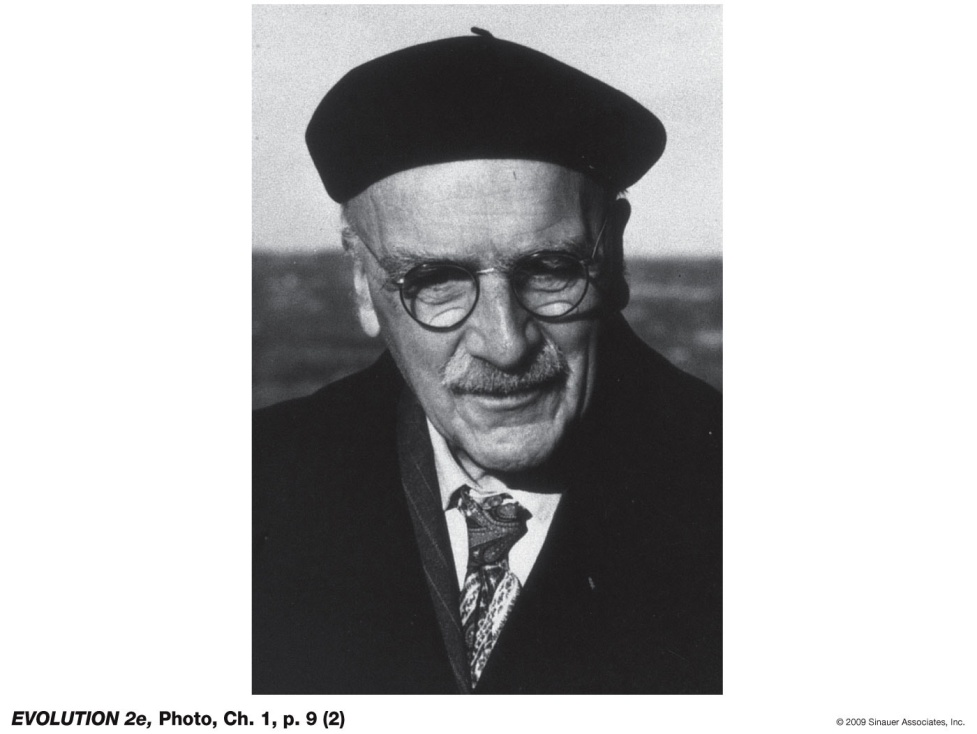 EVOLUTION 2e, Photo, Ch. 1, p. 9 (2)
© 2009 Sinauer Associates, Inc.